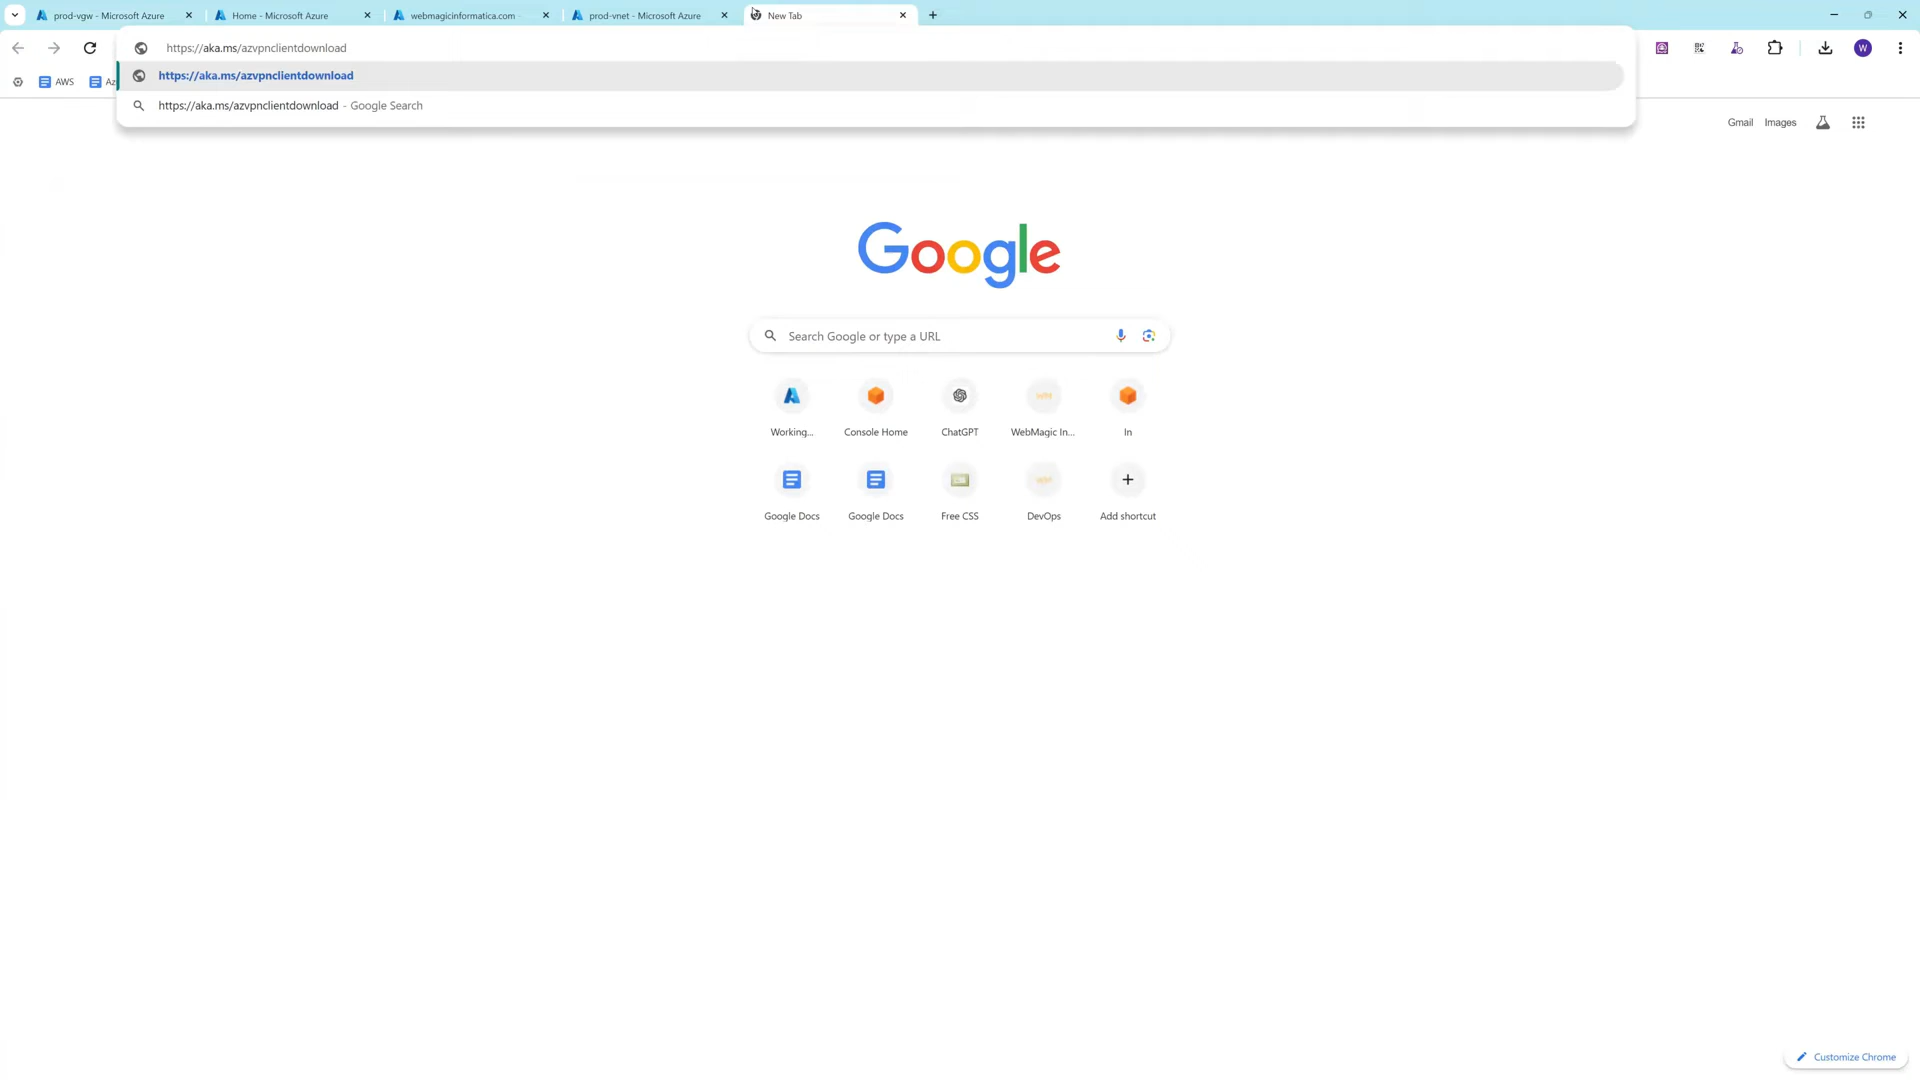 prod-vgw - Microsoft Azure
Home - Microsoft Azure
webmagicinformatica.com -
prod-vnet - Microsoft Azure
New Tab
https://aka.ms/azvpnclientdownload
W
AWS
Az
https://aka.ms/azvpnclientdownload
https://aka.ms/azvpnclientdownload - Google Search
Gmail
Images
Google
Search Google or type a URL
Working...
Console Home
ChatGPT
WebMagic In...
In
Google Docs
Google Docs
Free CSS
DevOps
Add shortcut
Customize Chrome